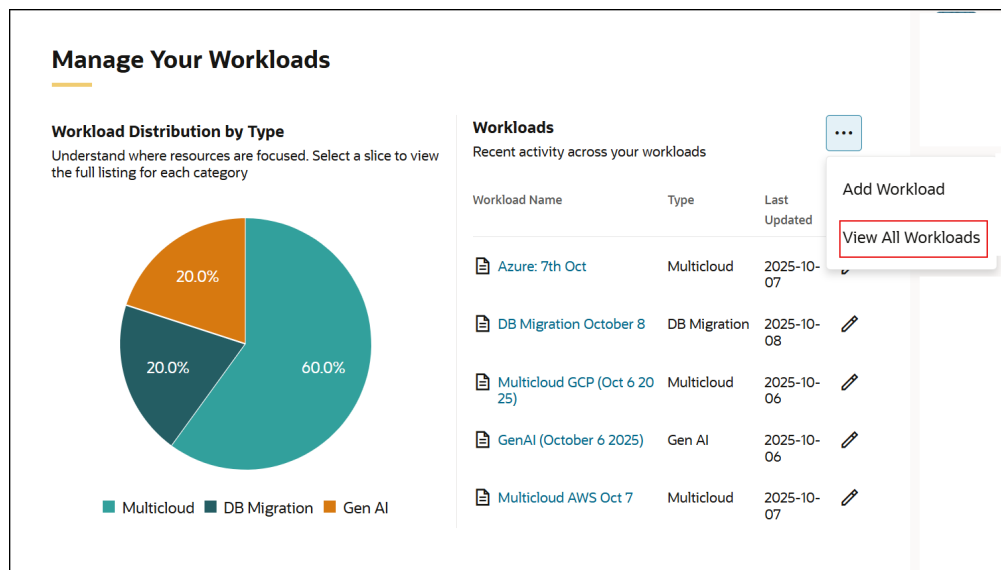 Manage Your Workloads
Workload Distribution by Type
Understand where resources are focused. Select a slice to view
the full listing for each category
20.0%
20.0%
60.0%
Multicloud DB Migration Gen AI
Workloads
Recent activity across your workloads
...
Add Workload
View All Workloads
Workload Name Type Last
Updated
Azure: 7th Oct Multicloud 2025-10-
07
DB Migration October 8 DB Migration 2025-10-
08
Multicloud GCP (Oct 6 20 Multicloud 2025-10-
25) 06
GenAI (October 6 2025) Gen AI 2025-10-
06
Multicloud AWS Oct 7 Multicloud 2025-10-
07